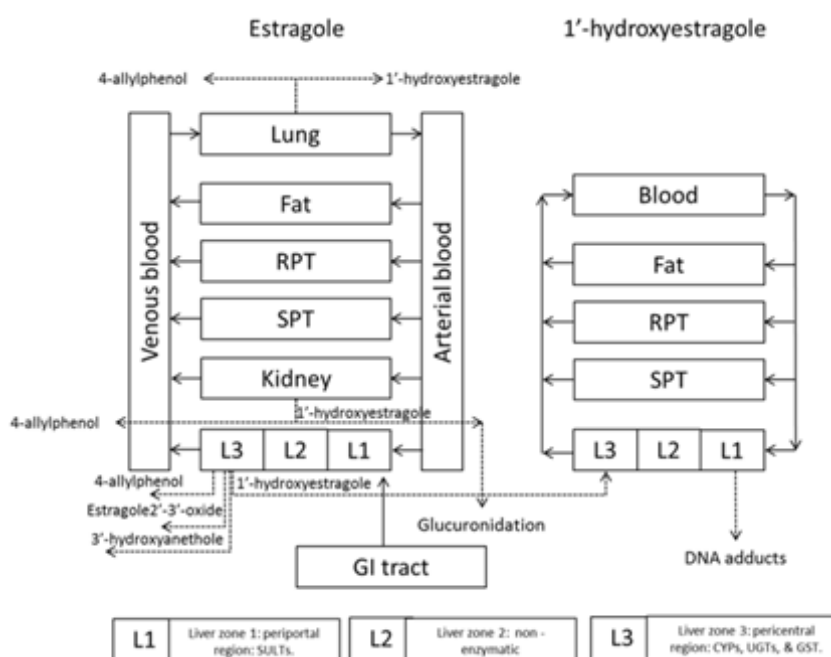 Estragole
1′-hydroxyestragole
4-allylphenol
1′-hydroxyestragole
Lung
Fat
RPT
SPT
Kidney
Venous blood
Arterial blood
1′-hydroxyestragole
4-allylphenol
L3 L2 L1
4-allylphenol
1′-hydroxyestragole
Estragole2′-3′-oxide
3′-hydroxyanethole
Glucuronidation
GI tract
Blood
Fat
RPT
SPT
L3 L2 L1
DNA adducts
L1
Liver zone 1: periportal
region: SULTs.
L2
Liver zone 2: non -
enzymatic
L3
Liver zone 3: pericentral
region: CYPs, UGTs, & GST.